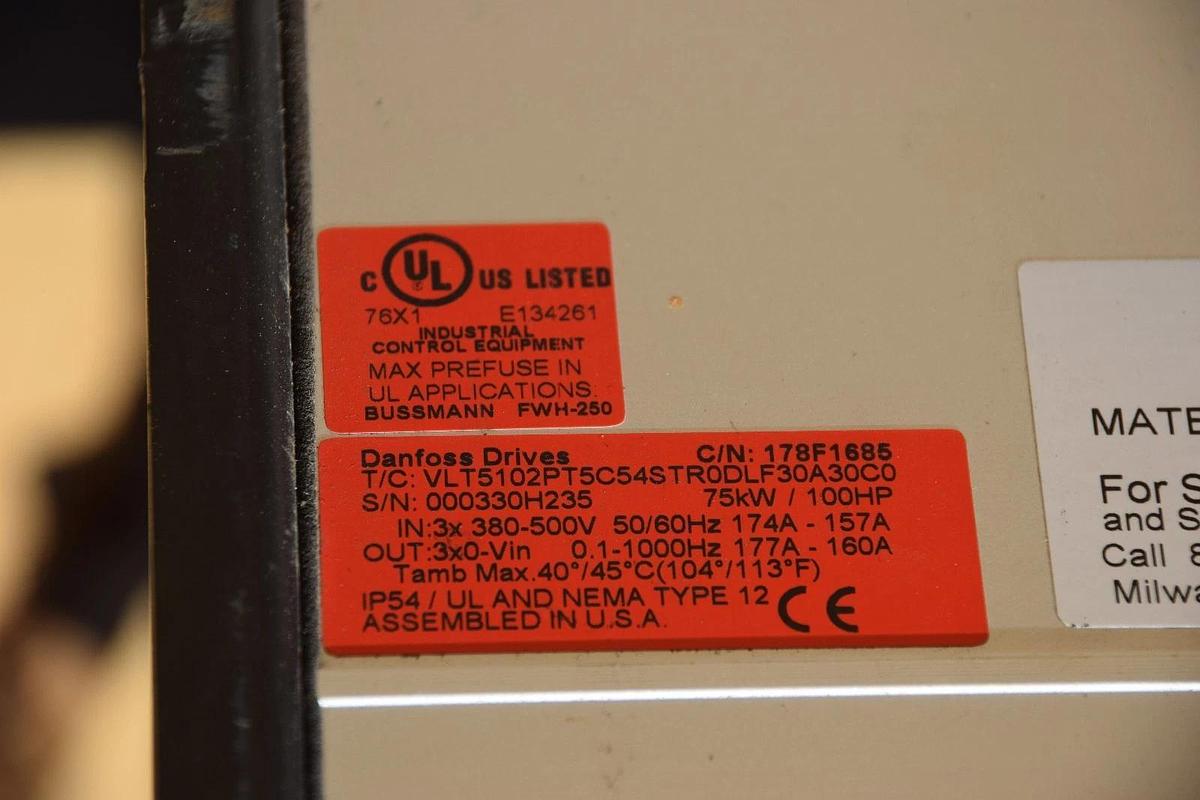 C UL US LISTED
76X1 E134261
INDUSTRIAL
CONTROL EQUIPMENT
MAX PREFUSE IN
UL APPLICATIONS:
BUSSMANN FWH-250
Danfoss Drives C/N: 178F1685
T/C: VLT5102PT5C54STR0DLF30A30C0
S/N: 000330H235 75kW / 100HP
IN:3x 380-500V 50/60Hz 174A - 157A
OUT:3x0-Vin 0.1-1000Hz 177A - 160A
Tamb Max.40°/45°C(104°/113°F)
IP54 / UL AND NEMA TYPE 12 CE
ASSEMBLED IN U.S.A.
MATE
For S
and S
Call 8
Milwa